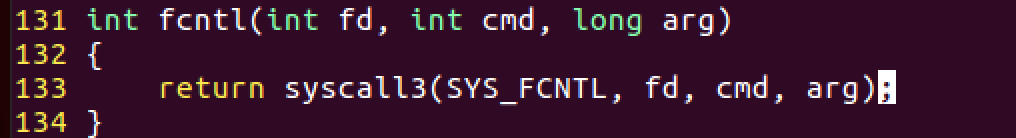 131 int fcntl(int fd, int cmd, long arg)
132 {
133     return syscall3(SYS_FCNTL, fd, cmd, arg);
134 }